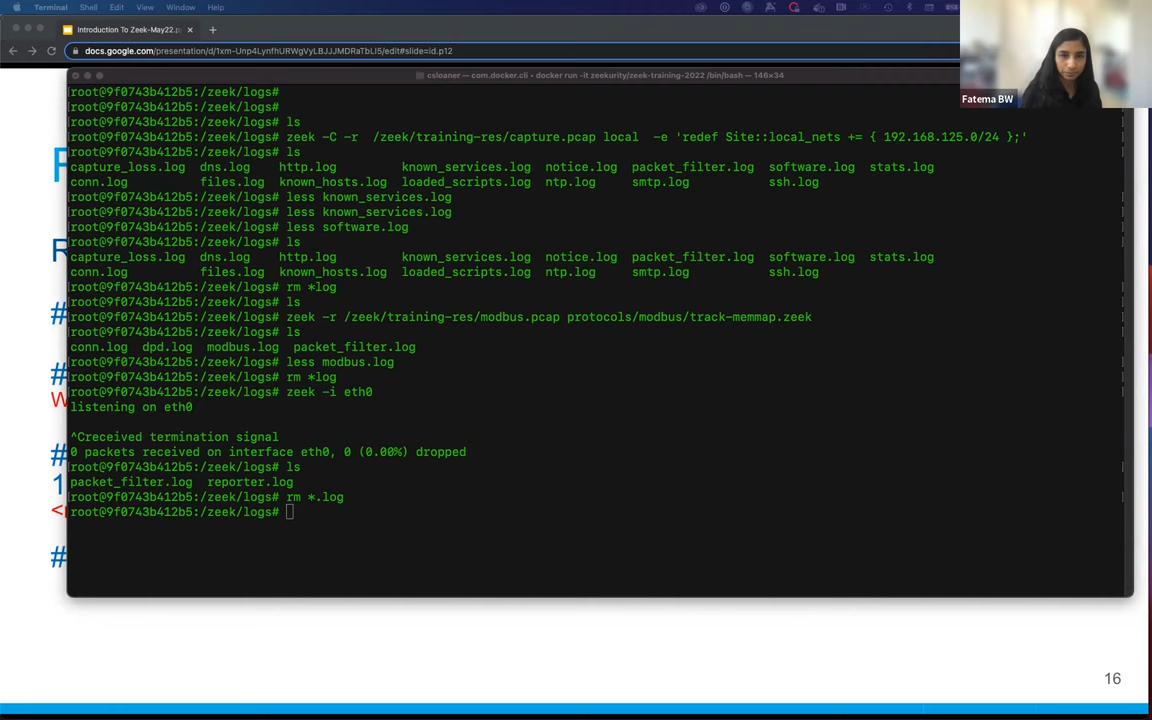 Terminal Shell Edit View Window Help
Introduction To Zeek-May22.p
docs.google.com/presentation/d/1xm-Unp4LynfhURWgVyLBJJJMDRaTbLI5/edit#slide=id.p12
csloaner — com.docker.cli • docker run -it zeekurity/zeek-training-2022 /bin/bash — 146×34
Fatema BW
root@9f0743b412b5:/zeek/logs#
root@9f0743b412b5:/zeek/logs#
root@9f0743b412b5:/zeek/logs# ls
root@9f0743b412b5:/zeek/logs# zeek -C -r  /zeek/training-res/capture.pcap local  -e 'redef Site::local_nets += { 192.168.125.0/24 };'
root@9f0743b412b5:/zeek/logs# ls
capture_loss.log  dns.log    http.log         known_services.log  notice.log  packet_filter.log  software.log  stats.log
conn.log          files.log  known_hosts.log  loaded_scripts.log  ntp.log     smtp.log           ssh.log
root@9f0743b412b5:/zeek/logs# less known_services.log
root@9f0743b412b5:/zeek/logs# less known_services.log
root@9f0743b412b5:/zeek/logs# less software.log
root@9f0743b412b5:/zeek/logs# ls
capture_loss.log  dns.log    http.log         known_services.log  notice.log  packet_filter.log  software.log  stats.log
conn.log          files.log  known_hosts.log  loaded_scripts.log  ntp.log     smtp.log           ssh.log
root@9f0743b412b5:/zeek/logs# rm *log
root@9f0743b412b5:/zeek/logs# ls
root@9f0743b412b5:/zeek/logs# zeek -r /zeek/training-res/modbus.pcap protocols/modbus/track-memmap.zeek
root@9f0743b412b5:/zeek/logs# ls
conn.log  dpd.log  modbus.log  packet_filter.log
root@9f0743b412b5:/zeek/logs# less modbus.log
root@9f0743b412b5:/zeek/logs# rm *log
root@9f0743b412b5:/zeek/logs# zeek -i eth0
listening on eth0
^Creceived termination signal
0 packets received on interface eth0, 0 (0.00%) dropped
root@9f0743b412b5:/zeek/logs# ls
packet_filter.log  reporter.log
root@9f0743b412b5:/zeek/logs# rm *.log
root@9f0743b412b5:/zeek/logs#
#
#
#
#
16